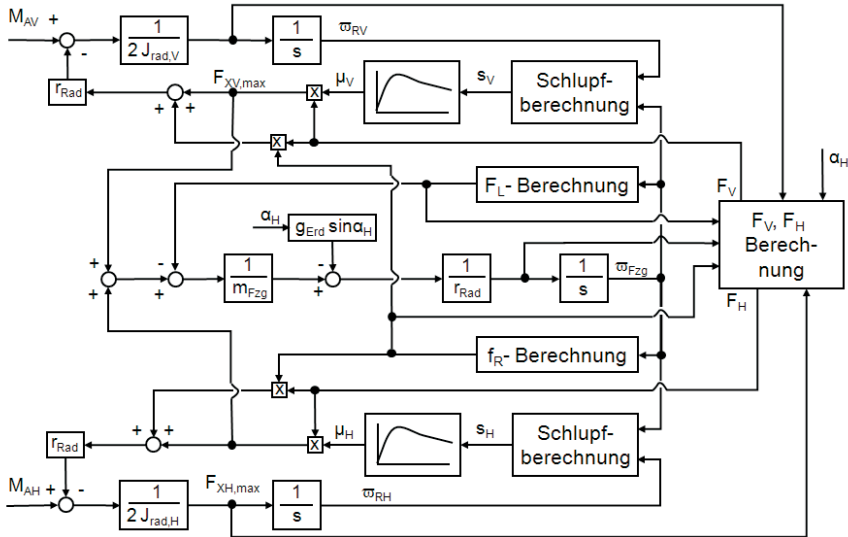 M_AV + - 1 / 2 J_rad,V 1 / s ϖ_RV
r_Rad + + F_XV,max x μ_V s_V Schlupf-
berechnung
x
F_V α_H
F_L- Berechnung
α_H g_Erd sinα_H
F_V, F_H
Berech-
nung
+ + - + 1 / m_Fzg - + 1 / r_Rad 1 / s ϖ_Fzg
F_H
f_R- Berechnung
x
r_Rad + + x μ_H s_H Schlupf-
berechnung
M_AH + - 1 / 2 J_rad,H F_XH,max 1 / s ϖ_RH